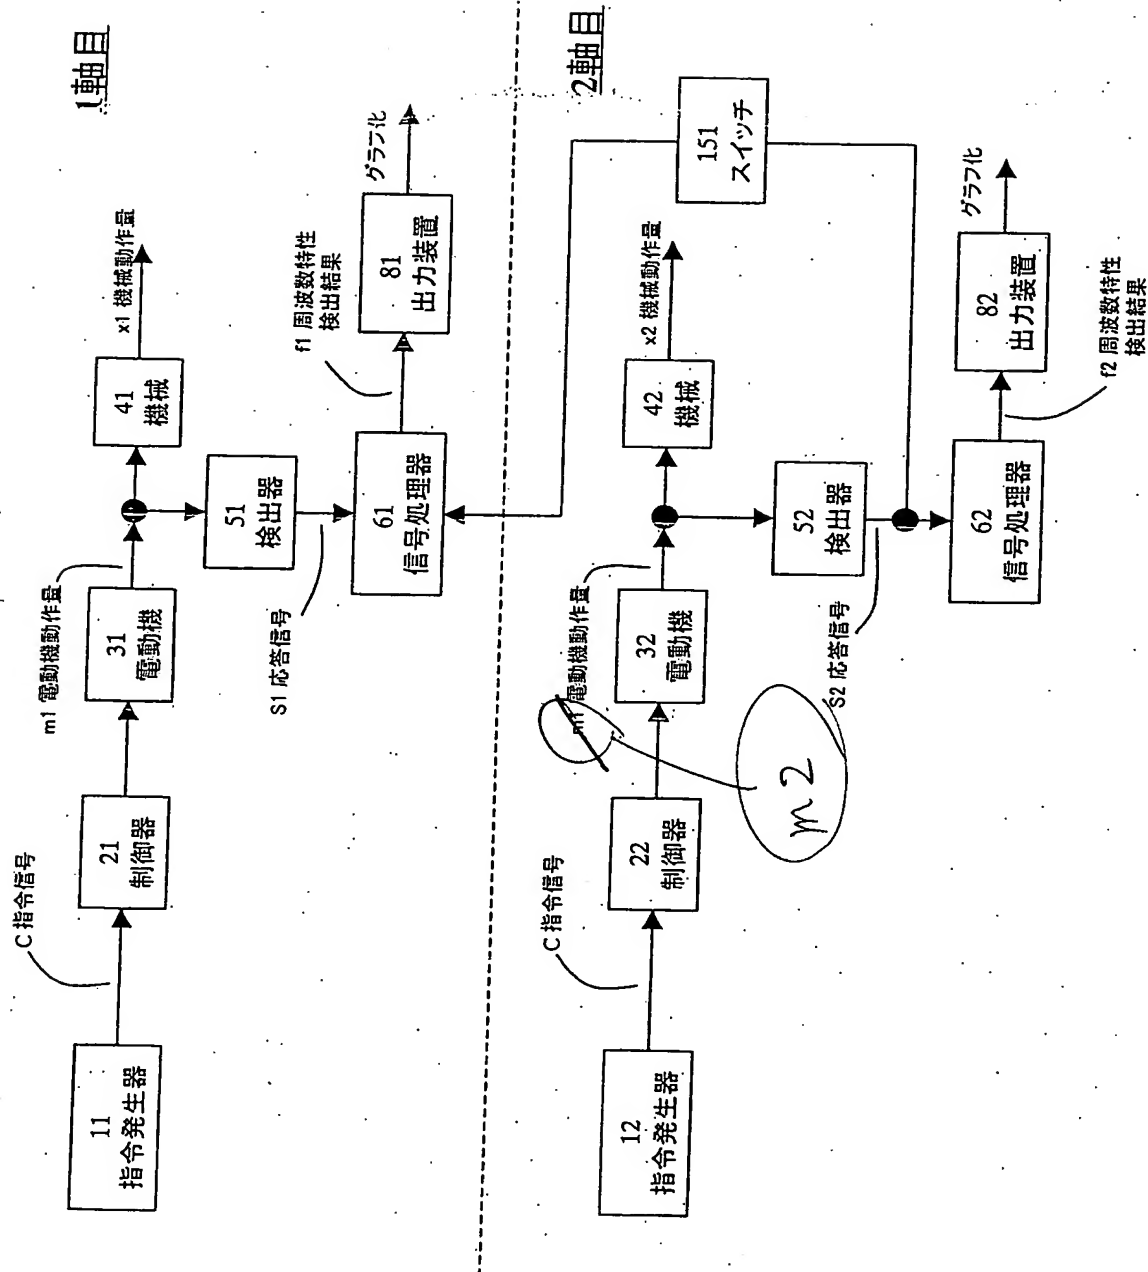 1軸目
C 指令信号
m1 電動機動作量
x1 機械動作量
11
指令発生器
21
制御器
31
電動機
41
機械
51
検出器
S1 応答信号
61
信号処理器
f1 周波数特性
検出結果
81
出力装置
グラフ化
2軸目
151
スイッチ
C 指令信号
m1 電動機動作量
m2
x2 機械動作量
12
指令発生器
22
制御器
32
電動機
42
機械
52
検出器
S2 応答信号
62
信号処理器
f2 周波数特性
検出結果
82
出力装置
グラフ化